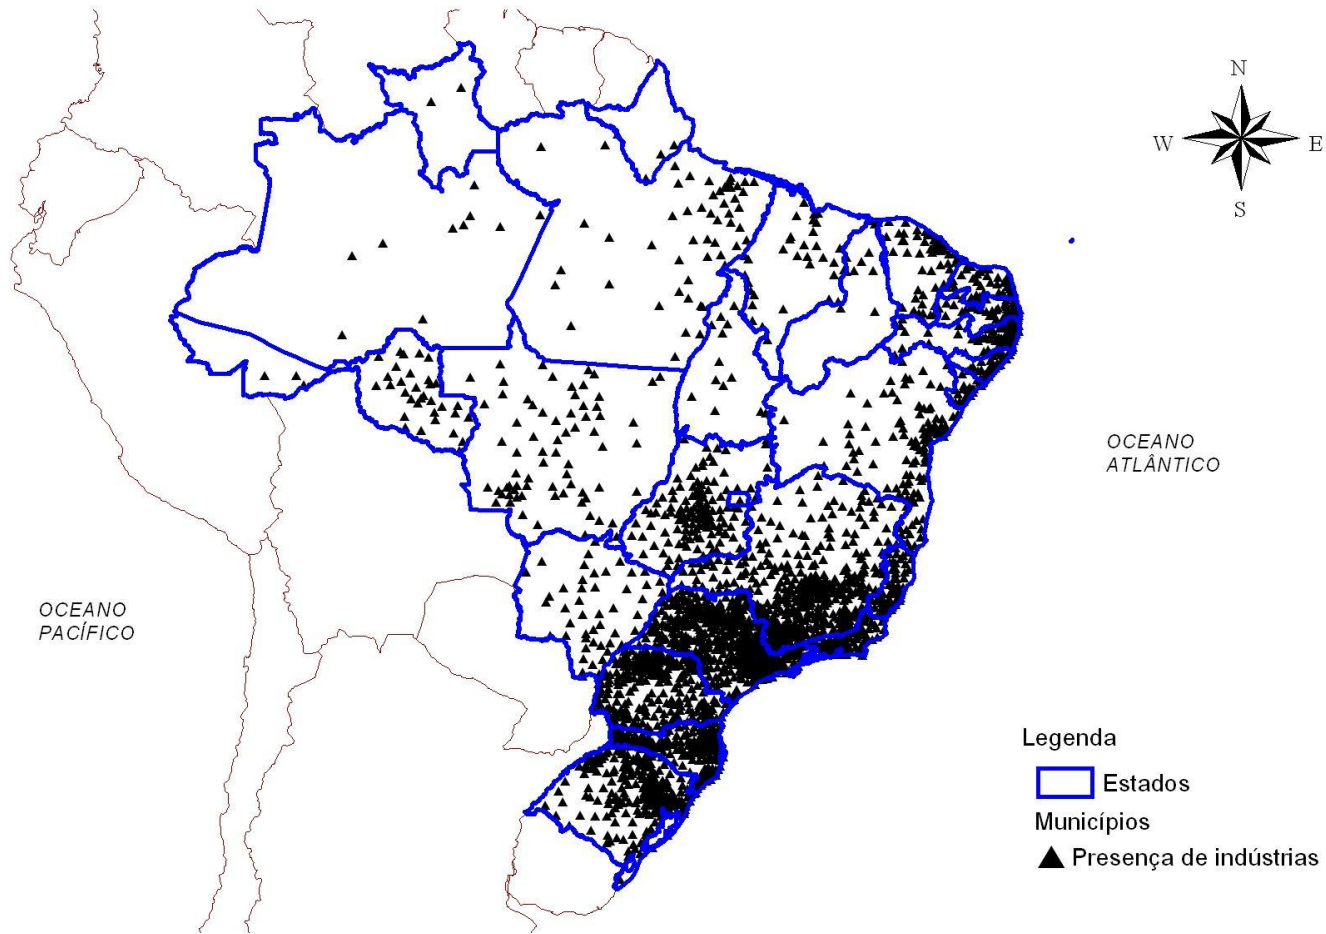 N
W
E
S
OCEANO
ATLÂNTICO
OCEANO
PACÍFICO
Legenda
Estados
Municípios
Presença de indústrias